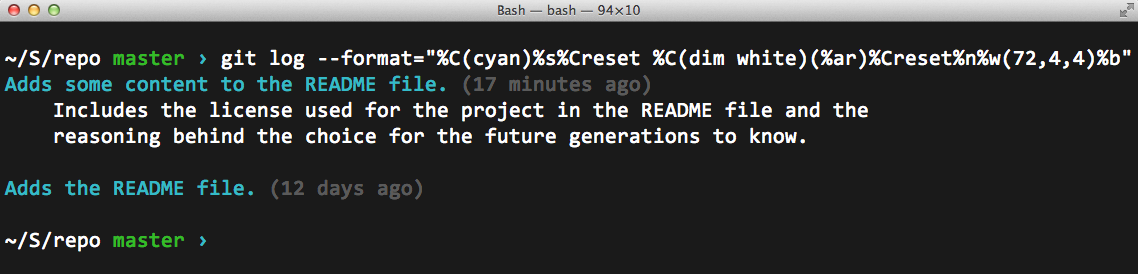 Bash — bash — 94×10
~/S/repo master › git log --format="%C(cyan)%s%Creset %C(dim white)(%ar)%Creset%n%w(72,4,4)%b"
Adds some content to the README file. (17 minutes ago)
Includes the license used for the project in the README file and the
reasoning behind the choice for the future generations to know.
Adds the README file. (12 days ago)
~/S/repo master ›